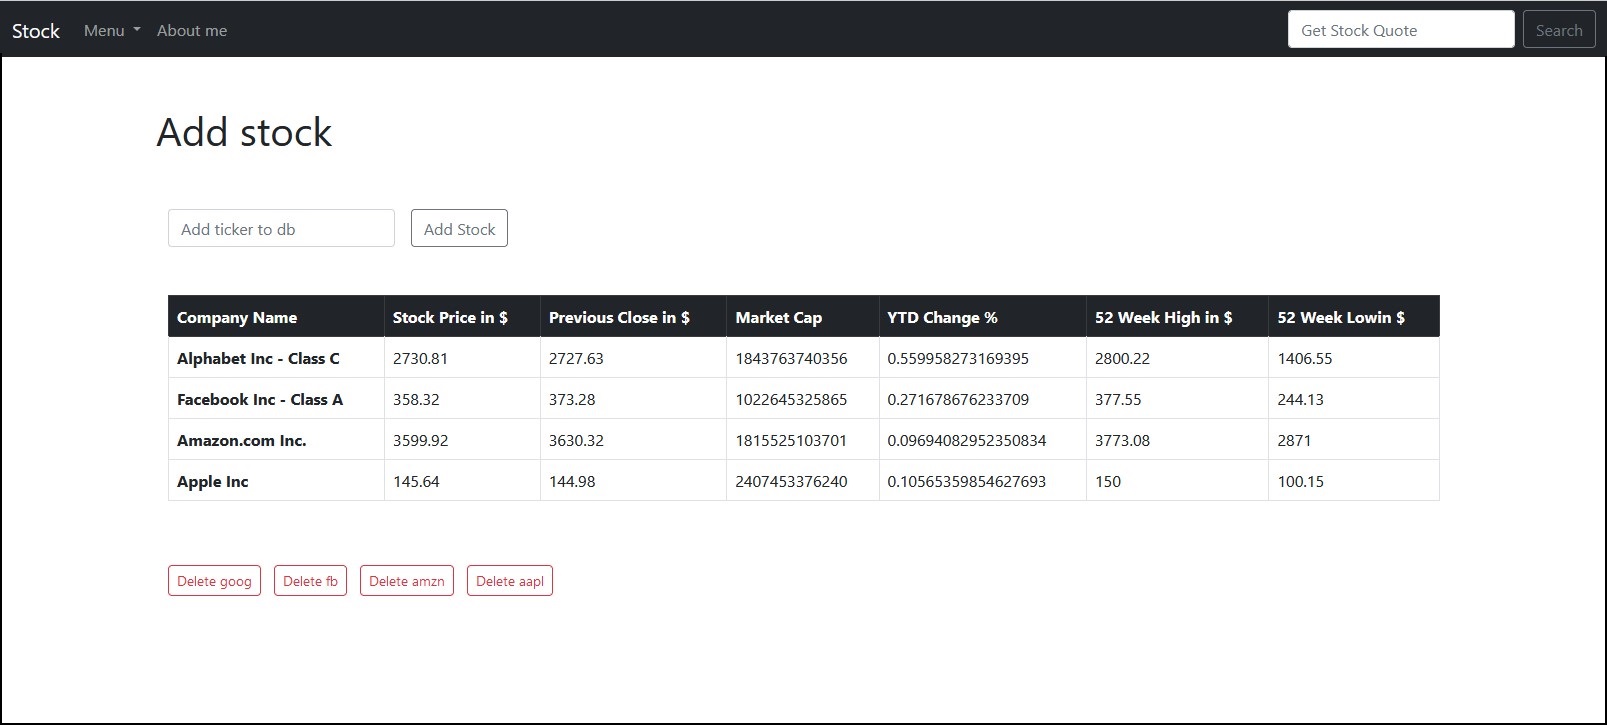 Stock Menu About me Get Stock Quote Search
Add stock
Add ticker to db Add Stock
Company Name Stock Price in $ Previous Close in $ Market Cap YTD Change % 52 Week High in $ 52 Week Lowin $
Alphabet Inc - Class C 2730.81 2727.63 1843763740356 0.559958273169395 2800.22 1406.55
Facebook Inc - Class A 358.32 373.28 1022645325865 0.271678676233709 377.55 244.13
Amazon.com Inc. 3599.92 3630.32 1815525103701 0.09694082952350834 3773.08 2871
Apple Inc 145.64 144.98 2407453376240 0.10565359854627693 150 100.15
Delete goog Delete fb Delete amzn Delete aapl